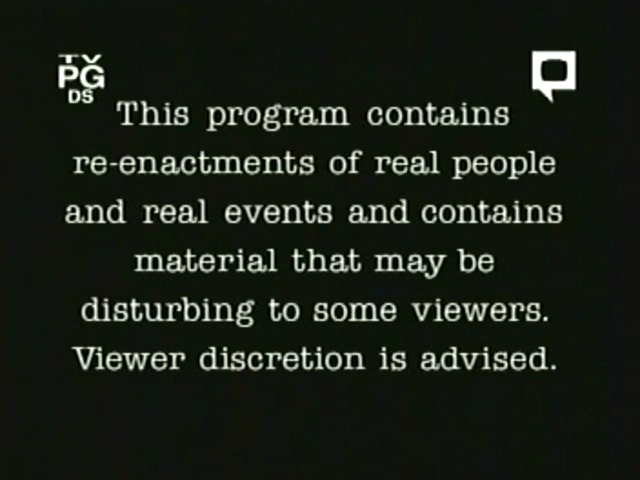 TV
PG
DS
This program contains
re-enactments of real people
and real events and contains
material that may be
disturbing to some viewers.
Viewer discretion is advised.